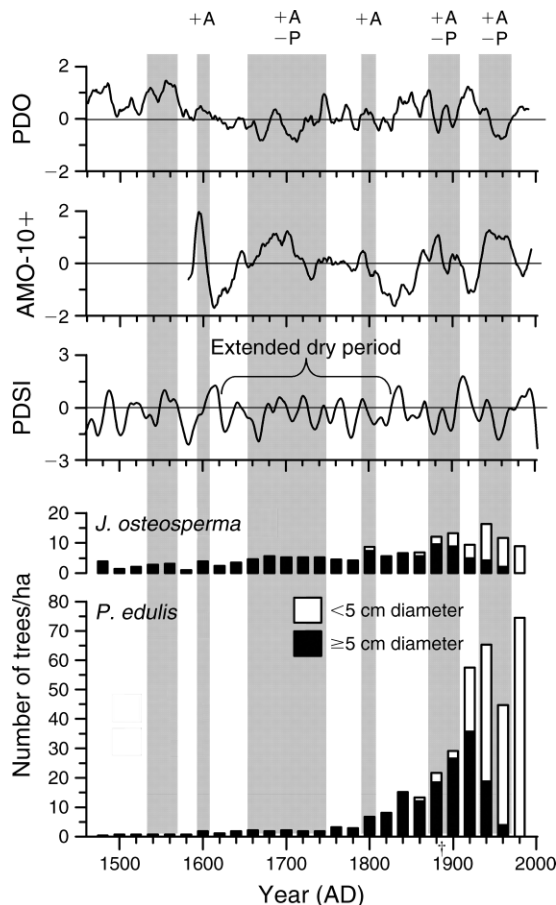 +A +A +A +A +A
−P −P −P
PDO
2
0
−2
AMO-10+
2
0
−2
PDSI
3
0
−3
Extended dry period
Number of trees/ha
J. osteosperma
20
10
0
P. edulis
80
70
60
50
40
30
20
10
0
<5 cm diameter
≥5 cm diameter
†
1500 1600 1700 1800 1900 2000
Year (AD)